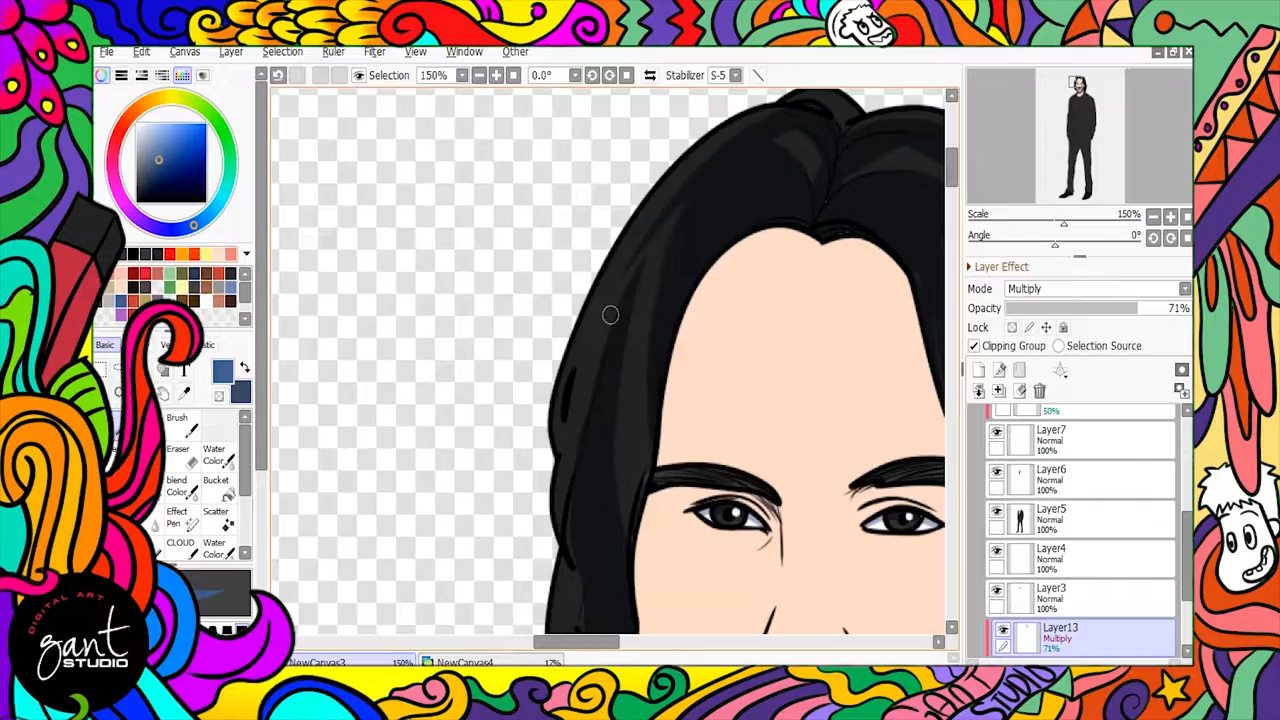 File Edit Canvas Layer Selection Ruler Filter View Window Other
Selection 150% 0.0° Stabilizer S-5
Scale 150%
Angle 0°
Layer Effect
Mode Multiply
Opacity 71%
Lock
Clipping Group Selection Source
50%
Layer7
Normal
100%
Layer6
Normal
100%
Layer5
Normal
100%
Layer4
Normal
100%
Layer3
Normal
100%
Layer13
Multiply
71%
Basic
T
Brush
Eraser Water
Color
blend Bucket
Color
Effect Scatter
Pen
CLOUD Water
Color
NewCanvas3 150% NewCanvas4 17%
DIGITAL ART
gant
STUDIO